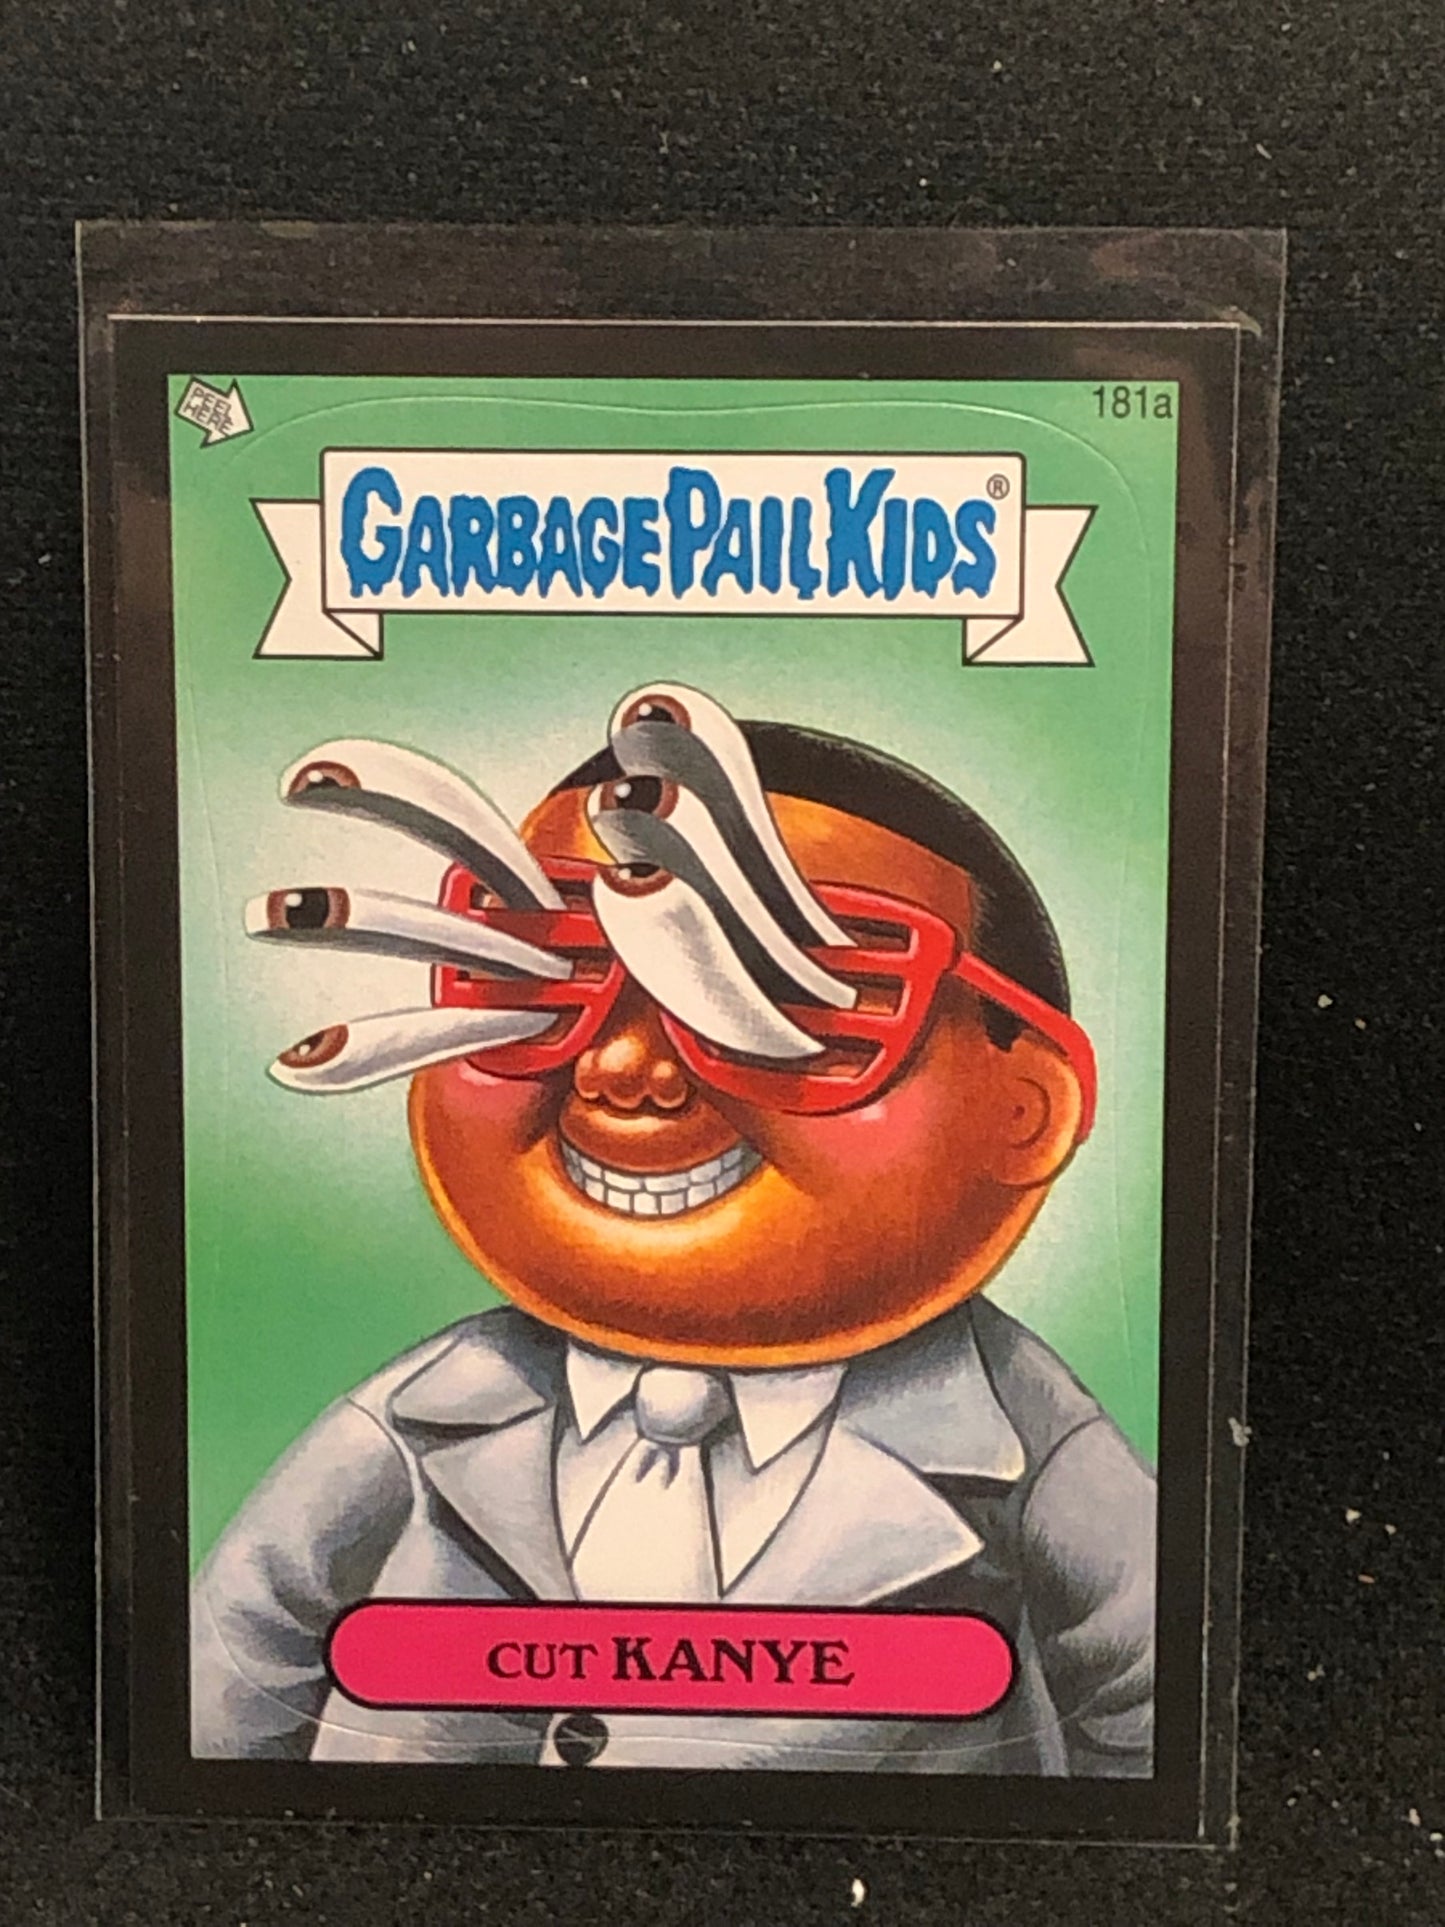 PEEL
HERE
181a
GARBAGE PAIL KIDS®
CUT KANYE